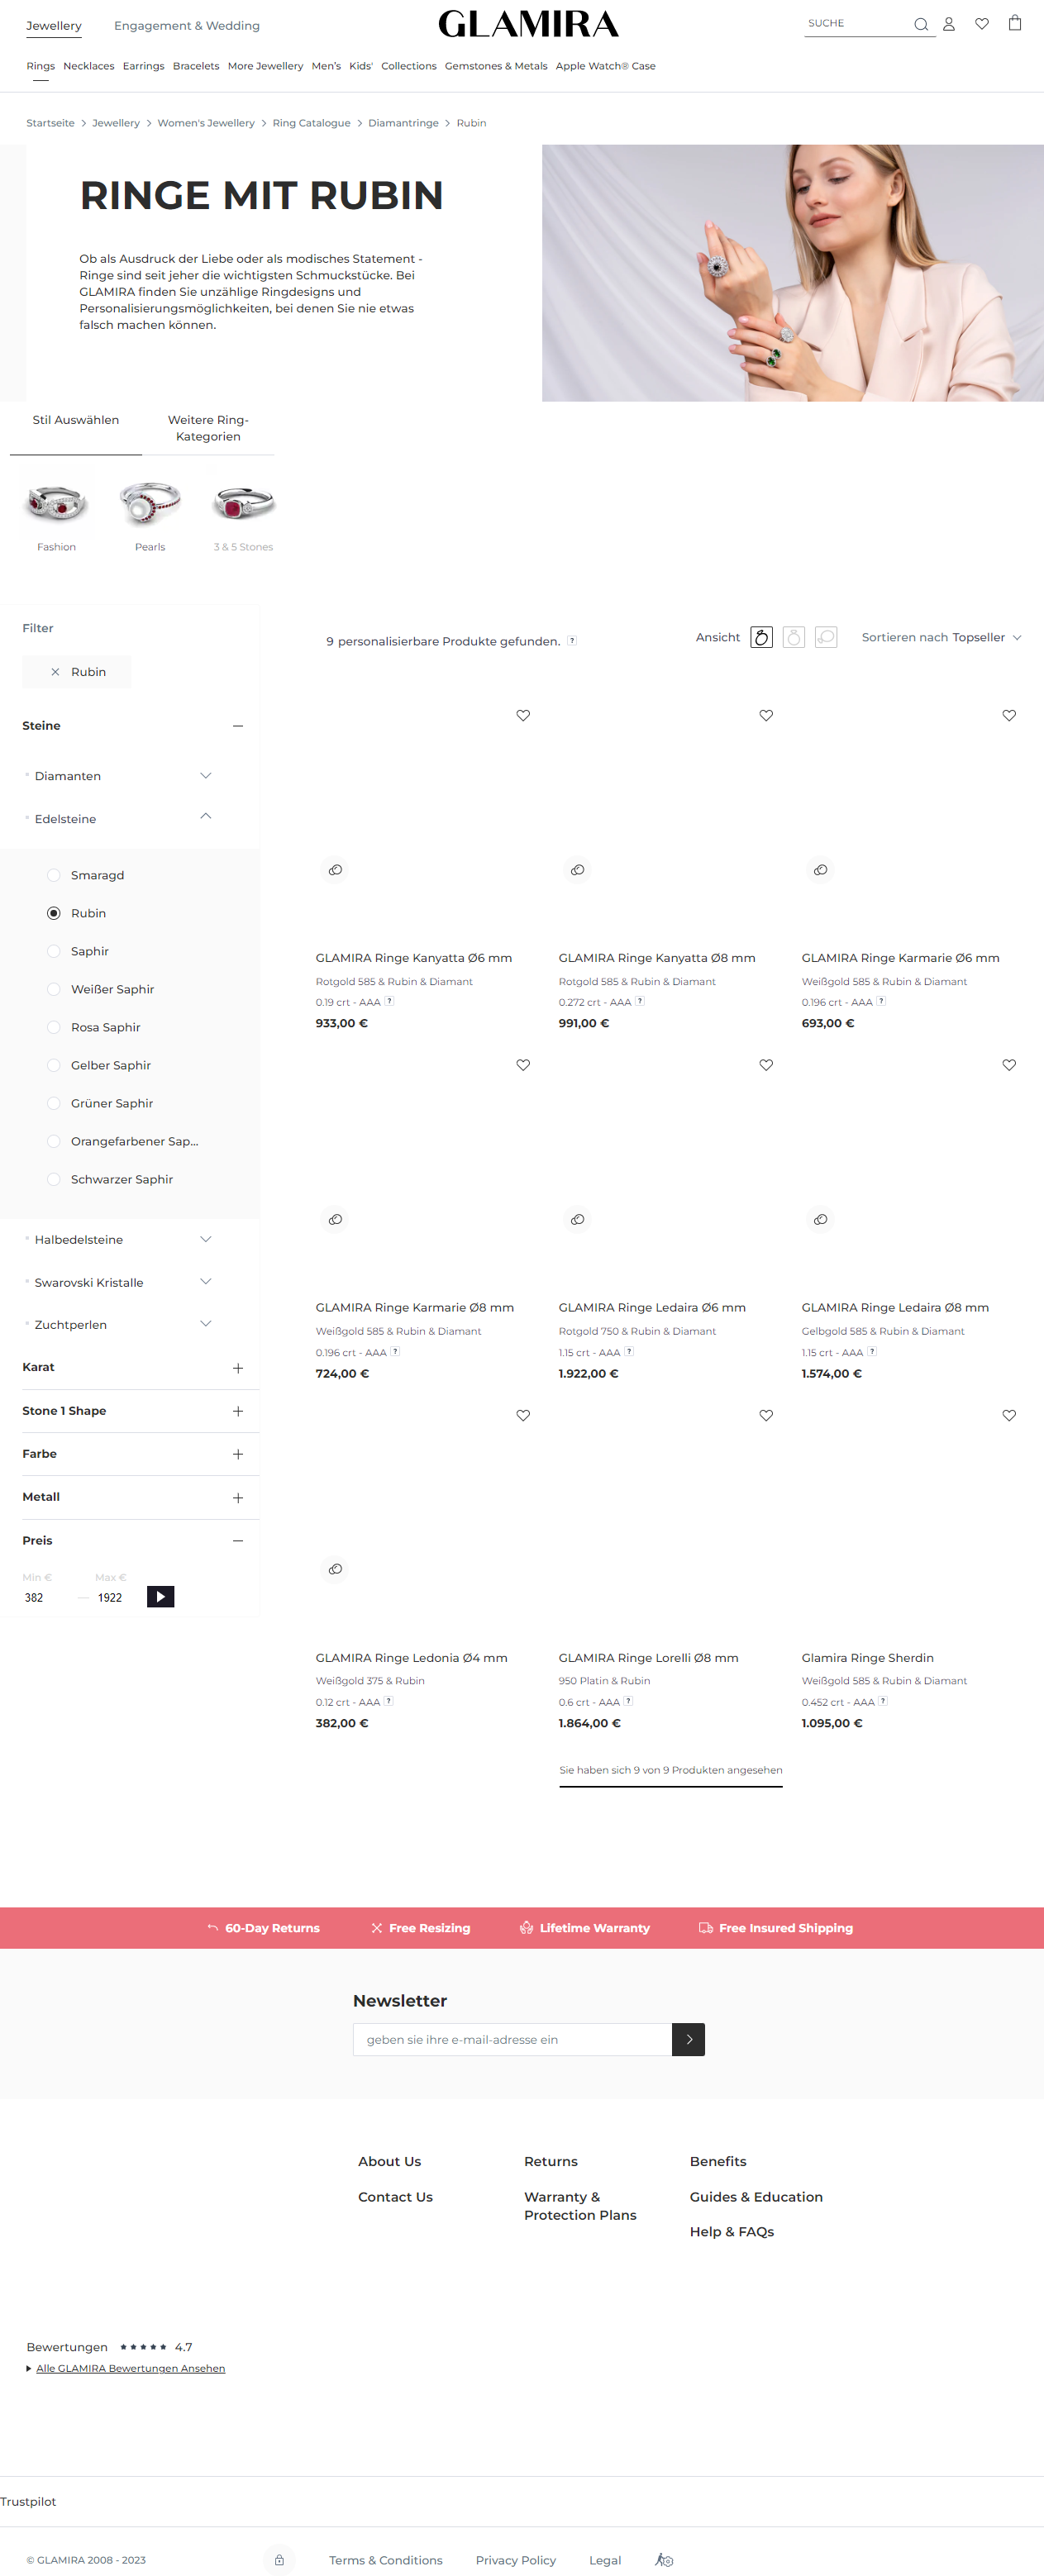 Jewellery
Engagement & Wedding
GLAMIRA
SUCHE
Rings Necklaces Earrings Bracelets More Jewellery Men's Kids' Collections Gemstones & Metals Apple Watch® Case
Startseite > Jewellery > Women's Jewellery > Ring Catalogue > Diamantringe > Rubin
RINGE MIT RUBIN
Ob als Ausdruck der Liebe oder als modisches Statement -
Ringe sind seit jeher die wichtigsten Schmuckstücke. Bei
GLAMIRA finden Sie unzählige Ringdesigns und
Personalisierungsmöglichkeiten, bei denen Sie nie etwas
falsch machen können.
Stil Auswählen
Weitere Ring-
Kategorien
Fashion
Pearls
3 & 5 Stones
Filter
Rubin
Steine
Diamanten
Edelsteine
Smaragd
Rubin
Saphir
Weißer Saphir
Rosa Saphir
Gelber Saphir
Grüner Saphir
Orangefarbener Sap...
Schwarzer Saphir
Halbedelsteine
Swarovski Kristalle
Zuchtperlen
Karat
Stone 1 Shape
Farbe
Metall
Preis
Min €
Max €
382
1922
9 personalisierbare Produkte gefunden. ?
Ansicht
Sortieren nach Topseller
GLAMIRA Ringe Kanyatta Ø6 mm
Rotgold 585 & Rubin & Diamant
0.19 crt - AAA ?
933,00 €
GLAMIRA Ringe Kanyatta Ø8 mm
Rotgold 585 & Rubin & Diamant
0.272 crt - AAA ?
991,00 €
GLAMIRA Ringe Karmarie Ø6 mm
Weißgold 585 & Rubin & Diamant
0.196 crt - AAA ?
693,00 €
GLAMIRA Ringe Karmarie Ø8 mm
Weißgold 585 & Rubin & Diamant
0.196 crt - AAA ?
724,00 €
GLAMIRA Ringe Ledaira Ø6 mm
Rotgold 750 & Rubin & Diamant
1.15 crt - AAA ?
1.922,00 €
GLAMIRA Ringe Ledaira Ø8 mm
Gelbgold 585 & Rubin & Diamant
1.15 crt - AAA ?
1.574,00 €
GLAMIRA Ringe Ledonia Ø4 mm
Weißgold 375 & Rubin
0.12 crt - AAA ?
382,00 €
GLAMIRA Ringe Lorelli Ø8 mm
950 Platin & Rubin
0.6 crt - AAA ?
1.864,00 €
Glamira Ringe Sherdin
Weißgold 585 & Rubin & Diamant
0.452 crt - AAA ?
1.095,00 €
Sie haben sich 9 von 9 Produkten angesehen
60-Day Returns
Free Resizing
Lifetime Warranty
Free Insured Shipping
Newsletter
geben sie ihre e-mail-adresse ein
About Us
Contact Us
Returns
Warranty &
Protection Plans
Benefits
Guides & Education
Help & FAQs
Bewertungen ★★★★★ 4.7
Alle GLAMIRA Bewertungen Ansehen
Trustpilot
© GLAMIRA 2008 - 2023
Terms & Conditions
Privacy Policy
Legal